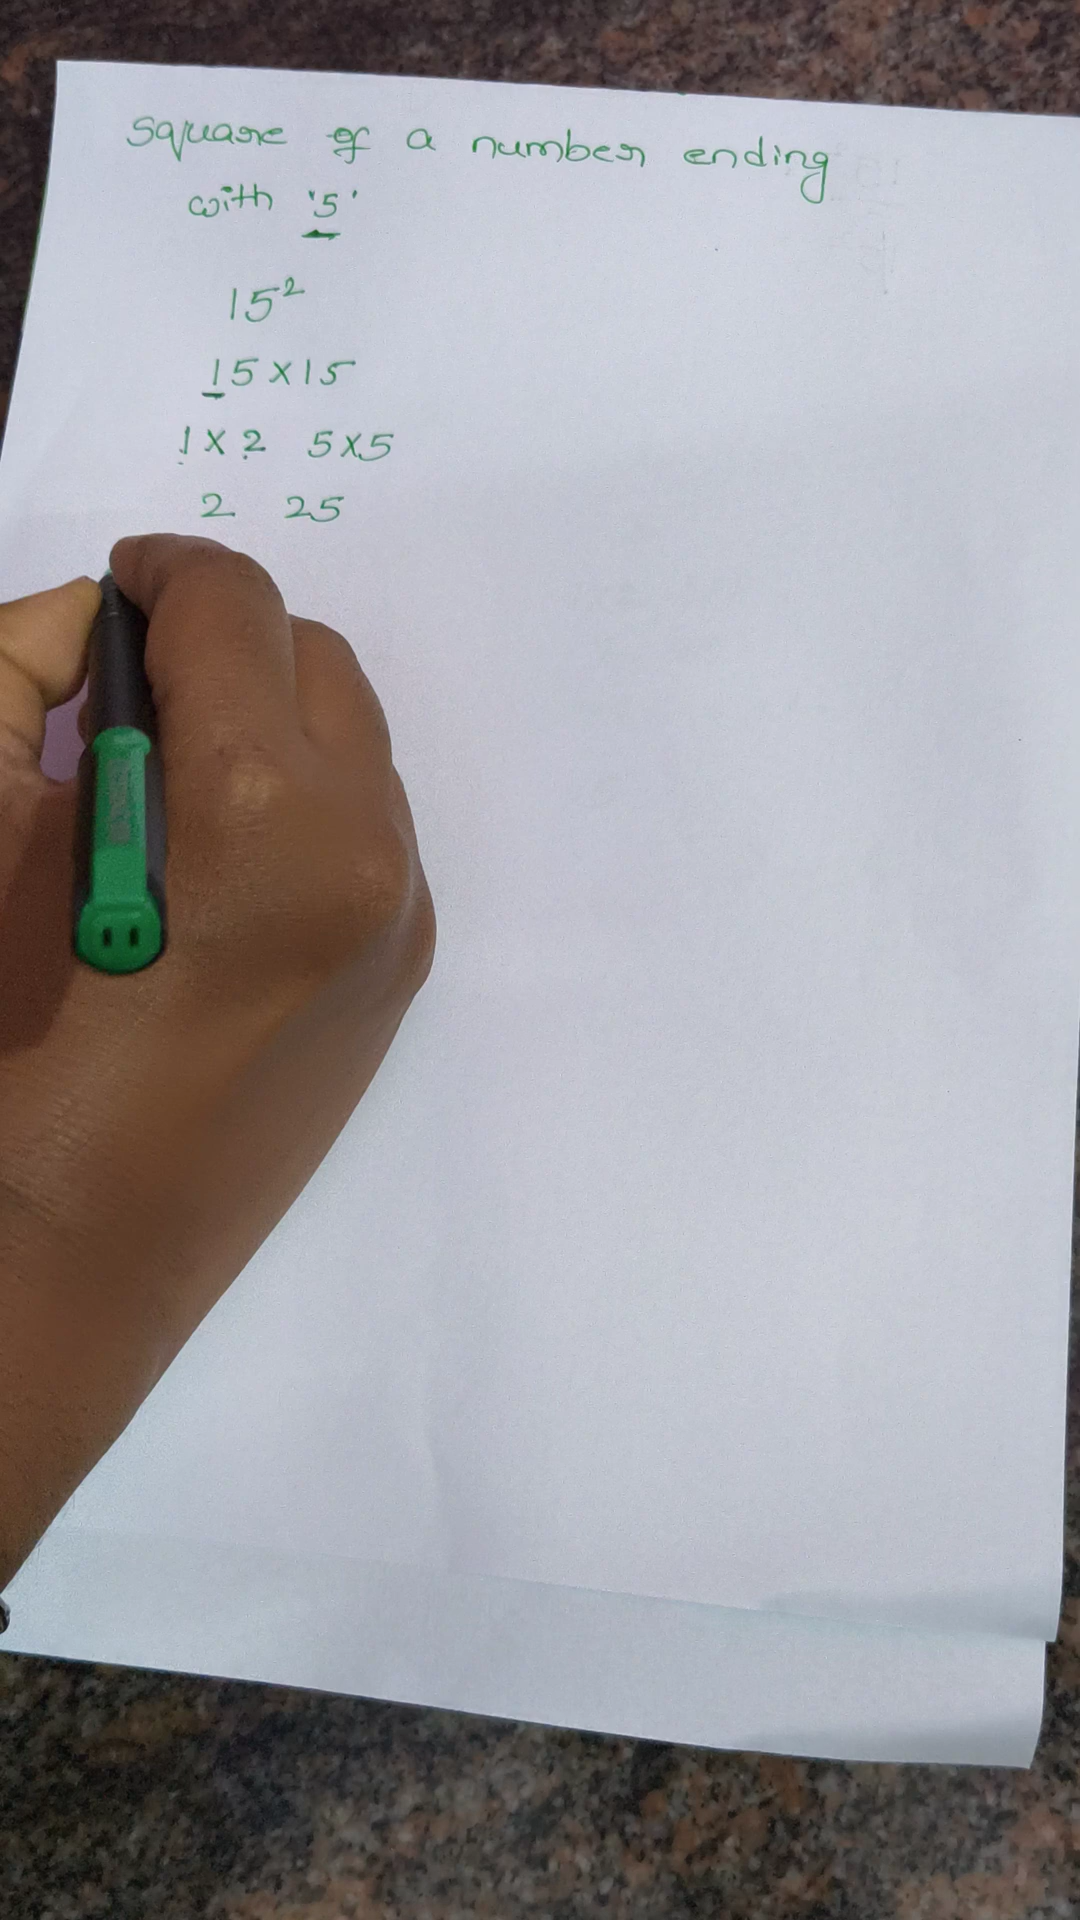 square of a number ending
with '5'
15²
15×15
1×2 5×5
2 25